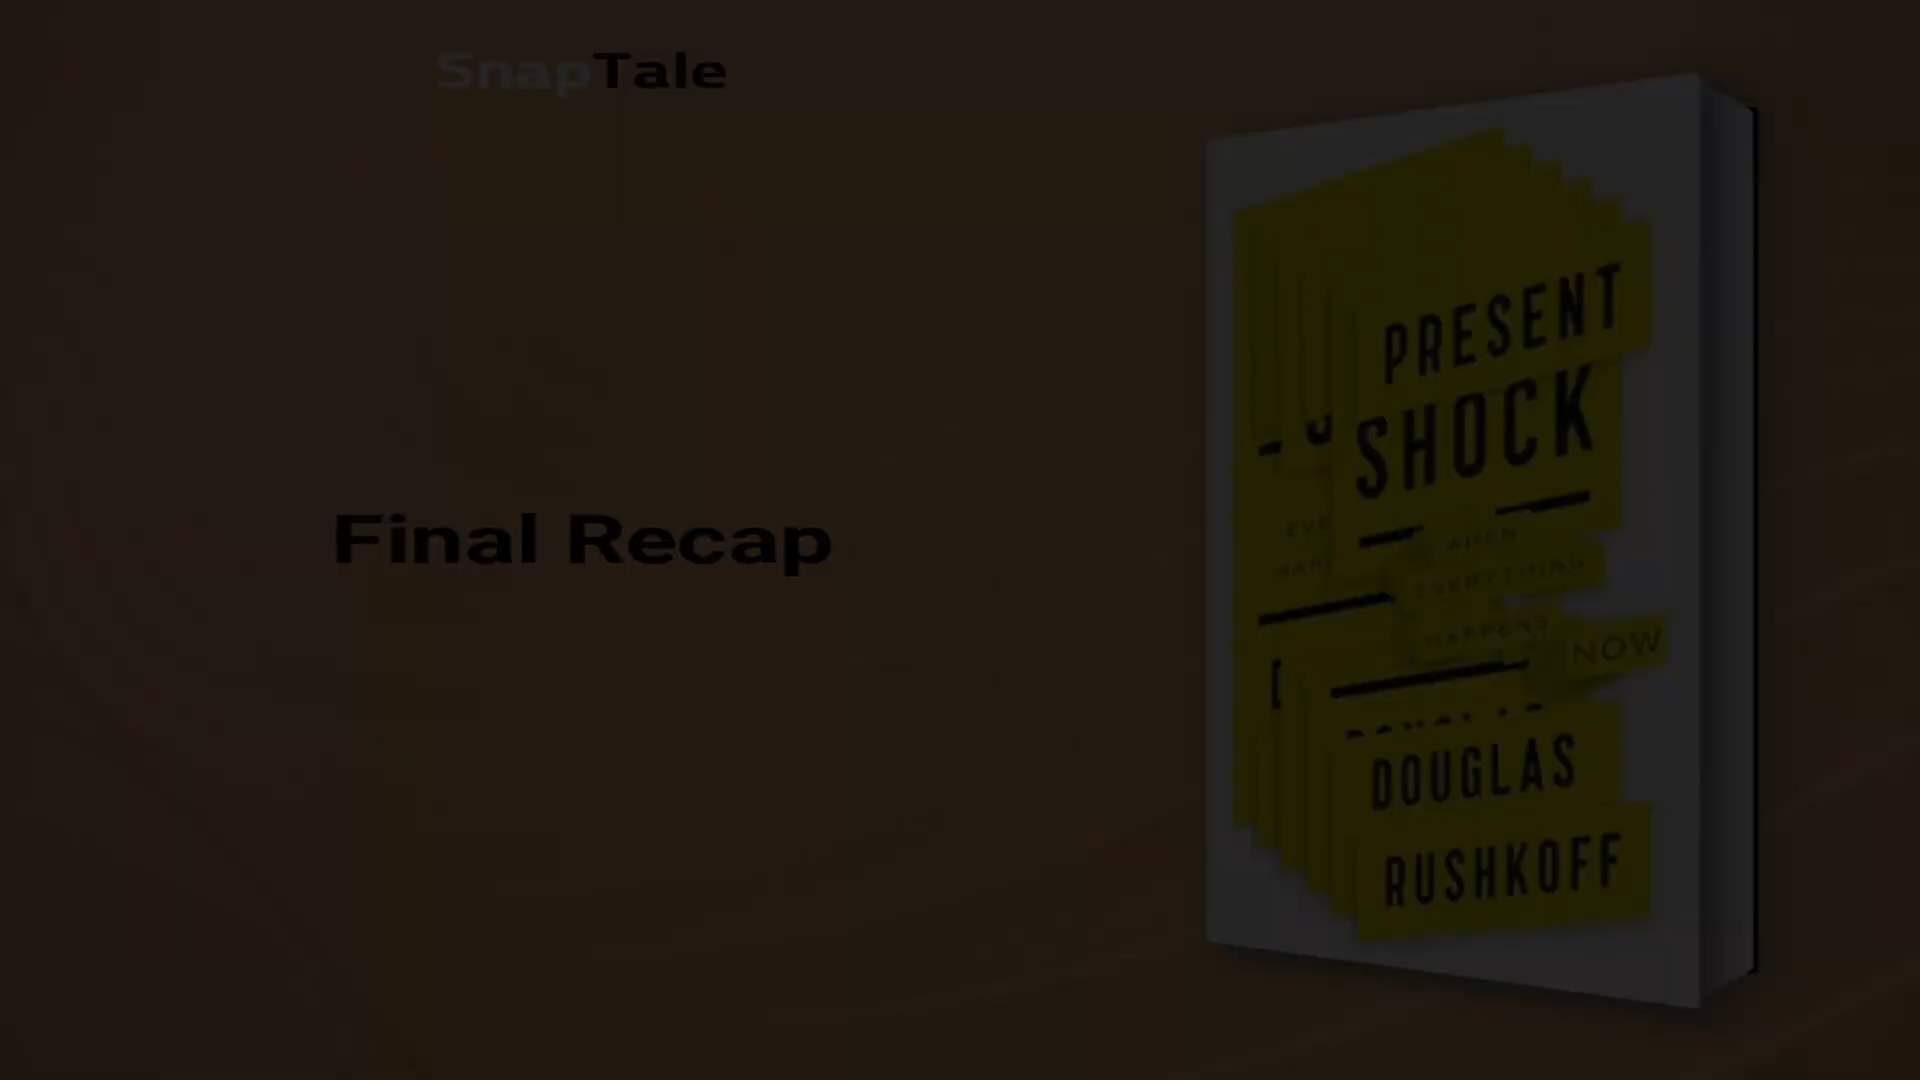 SnapTale
Final Recap
PRESENT
SHOCK
WHEN
EVERYTHING
HAPPENS
NOW
DOUGLAS
RUSHKOFF